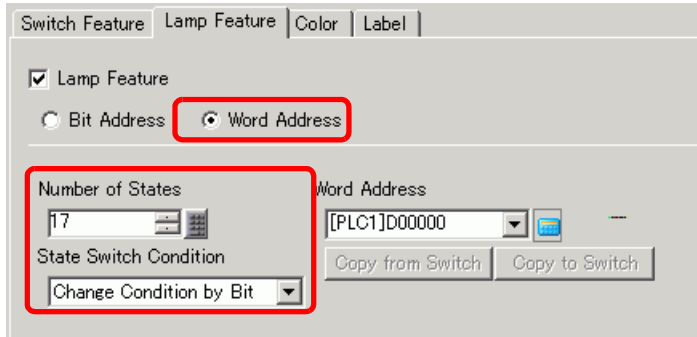 Switch Feature Lamp Feature Color Label
Lamp Feature
Bit Address Word Address
Number of States Word Address
17 [PLC1]D00000
State Switch Condition Copy from Switch Copy to Switch
Change Condition by Bit